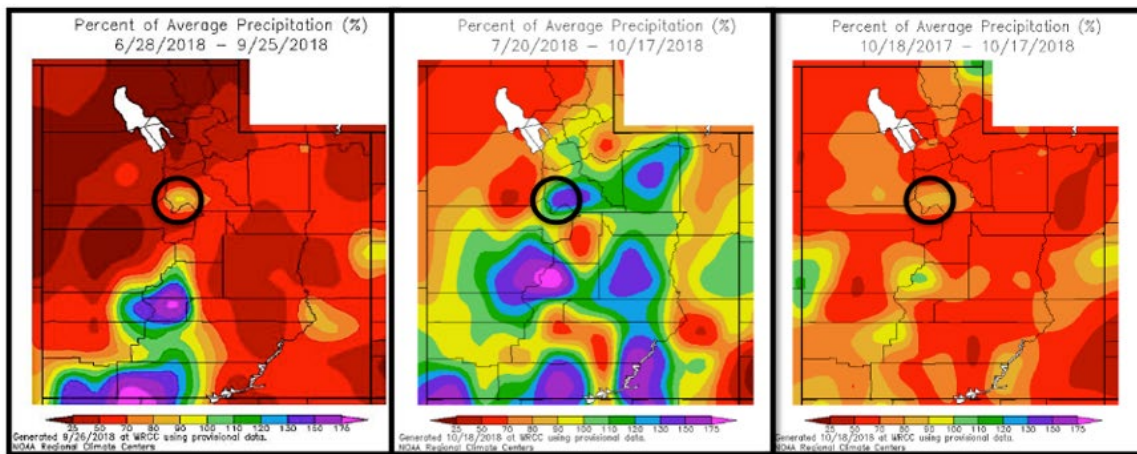 Percent of Average Precipitation (%)
6/28/2018 – 9/25/2018
25 50 70 80 90 100 110 120 130 150 175
Generated 9/26/2018 at WRCC using provisional data.
NOAA Regional Climate Centers
Percent of Average Precipitation (%)
7/20/2018 – 10/17/2018
25 50 70 80 90 100 110 120 130 150 175
Generated 10/18/2018 at WRCC using provisional data.
NOAA Regional Climate Centers
Percent of Average Precipitation (%)
10/18/2017 – 10/17/2018
25 50 70 80 90 100 110 120 130 150 175
Generated 10/18/2018 at WRCC using provisional data.
NOAA Regional Climate Centers